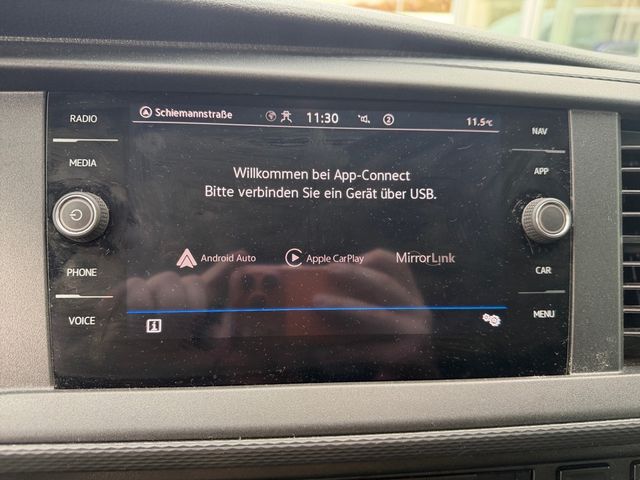 RADIO
MEDIA
PHONE
VOICE
Schiemannstraße 11:30 2 11.5°C
Willkommen bei App-Connect
Bitte verbinden Sie ein Gerät über USB.
Android Auto Apple CarPlay MirrorLink
i
NAV
APP
CAR
MENU